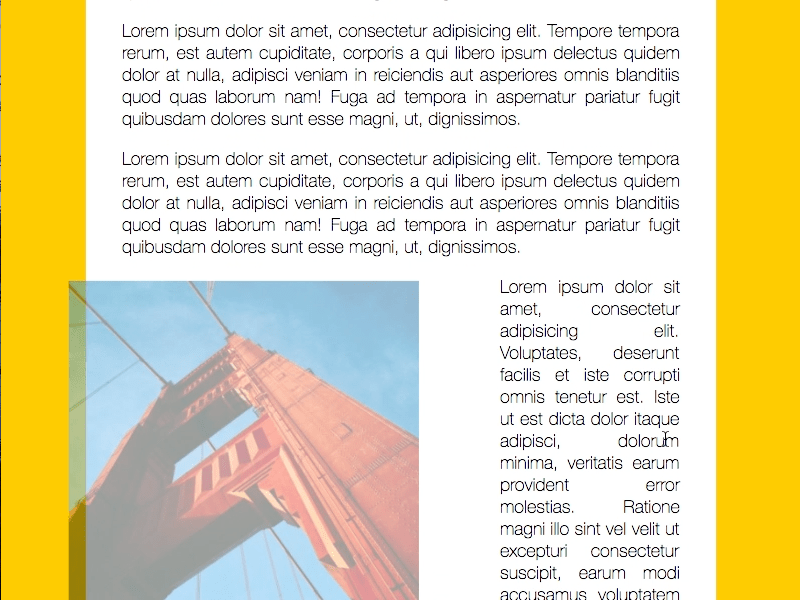 Lorem ipsum dolor sit amet, consectetur adipisicing elit. Tempore tempora
rerum, est autem cupiditate, corporis a qui libero ipsum delectus quidem
dolor at nulla, adipisci veniam in reiciendis aut asperiores omnis blanditiis
quod quas laborum nam! Fuga ad tempora in aspernatur pariatur fugit
quibusdam dolores sunt esse magni, ut, dignissimos.
Lorem ipsum dolor sit amet, consectetur adipisicing elit. Tempore tempora
rerum, est autem cupiditate, corporis a qui libero ipsum delectus quidem
dolor at nulla, adipisci veniam in reiciendis aut asperiores omnis blanditiis
quod quas laborum nam! Fuga ad tempora in aspernatur pariatur fugit
quibusdam dolores sunt esse magni, ut, dignissimos.
Lorem ipsum dolor sit
amet, consectetur
adipisicing elit.
Voluptates, deserunt
facilis et iste corrupti
omnis tenetur est. Iste
ut est dicta dolor itaque
adipisci, dolorum
minima, veritatis earum
provident error
molestias. Ratione
magni illo sint vel velit ut
excepturi consectetur
suscipit, earum modi
accusamus voluptatem